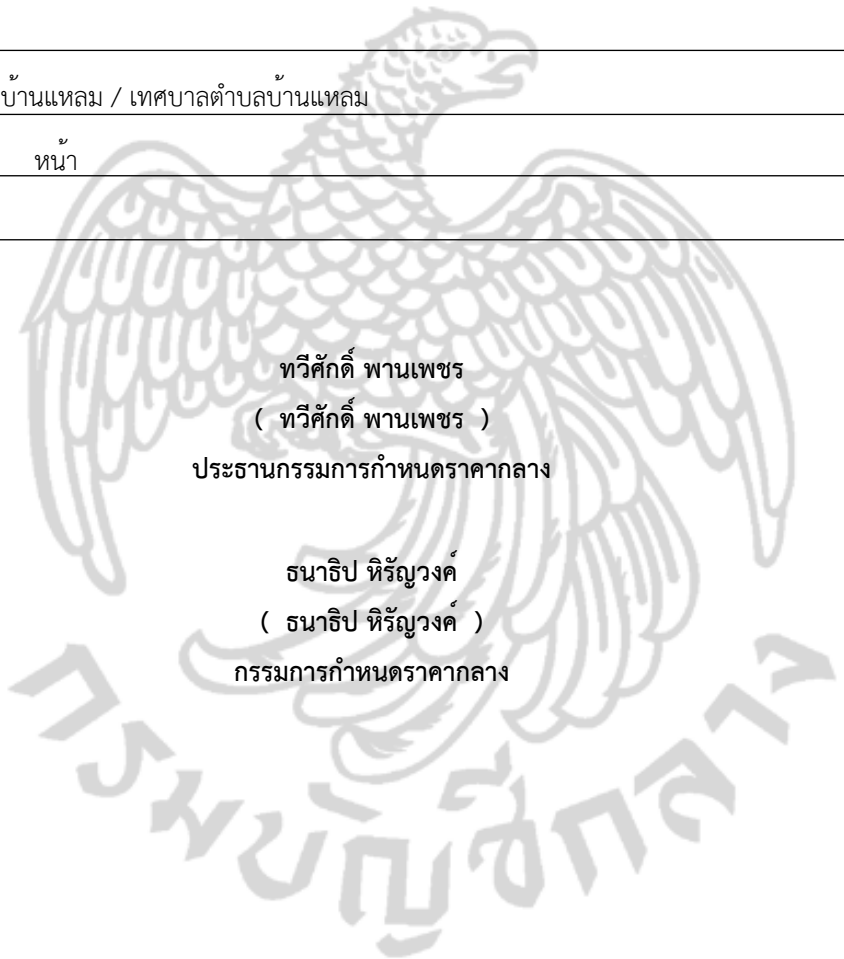 บ้านแหลม / เทศบาลตำบลบ้านแหลม
หน้า
ทวีศักดิ์ พานเพชร
( ทวีศักดิ์ พานเพชร )
ประธานกรรมการกำหนดราคากลาง
ธนาธิป หิรัญวงค์
( ธนาธิป หิรัญวงค์ )
กรรมการกำหนดราคากลาง
กรมบัญชีกลาง